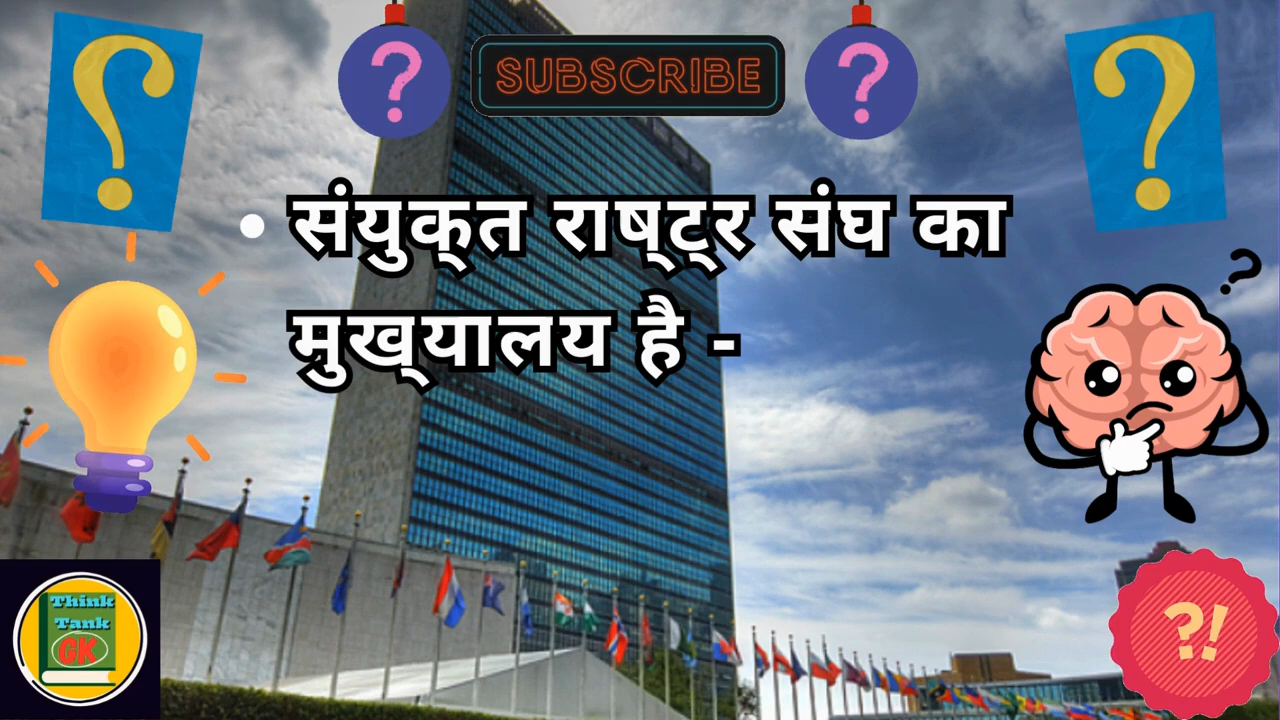 SUBSCRIBE
• संयुक्त राष्ट्र संघ का
मुख्यालय है -
Think
Tank
GK
?!